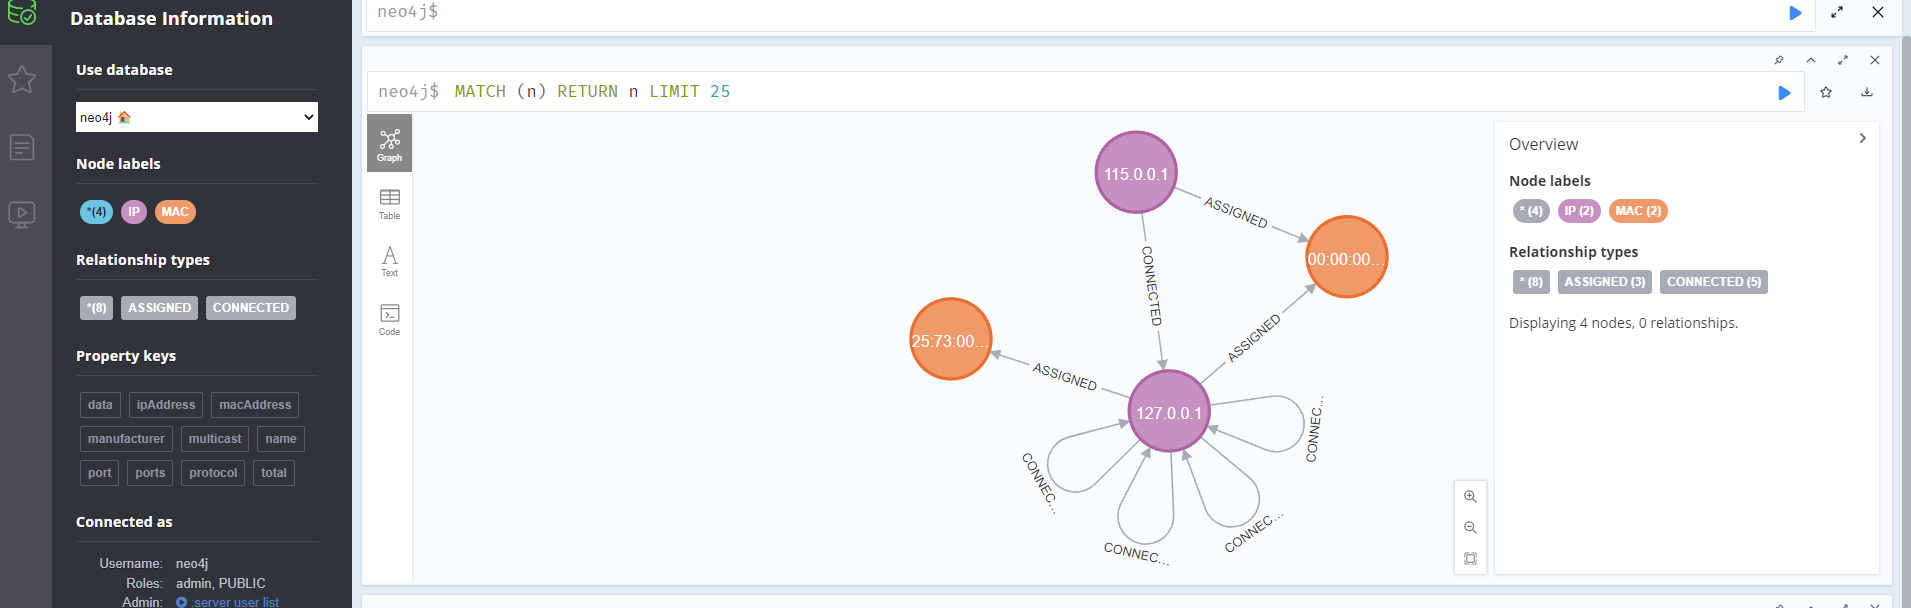 Database Information
Use database
neo4j
Node labels
*(4) IP MAC
Relationship types
*(8) ASSIGNED CONNECTED
Property keys
data ipAddress macAddress
manufacturer multicast name
port ports protocol total
Connected as
Username: neo4j
Roles: admin, PUBLIC
Admin: :server user list
neo4j$
neo4j$ MATCH (n) RETURN n LIMIT 25
Graph
Table
Text
Code
115.0.0.1
ASSIGNED
00:00:00...
CONNECTED
25:73:00...
ASSIGNED
ASSIGNED
127.0.0.1
CONNEC...
CONNEC...
CONNEC...
CONNEC...
Overview
Node labels
* (4) IP (2) MAC (2)
Relationship types
* (8) ASSIGNED (3) CONNECTED (5)
Displaying 4 nodes, 0 relationships.